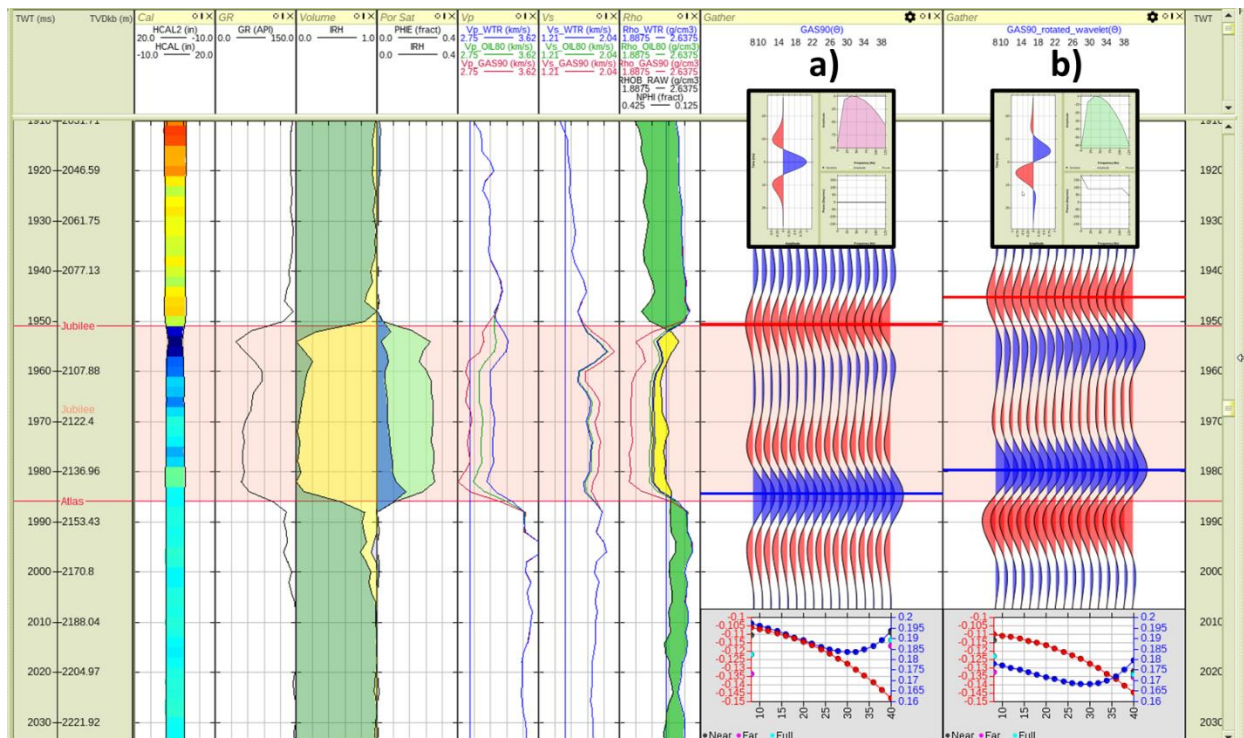 TWT (ms) TVDkb (m) Cal GR Volume Por Sat Vp Vs Rho Gather Gather TWT
HCAL2 (in)
20.0 -10.0
HCAL (in)
-10.0 20.0
GR (API)
0.0 150.0
IRH
0.0 1.0
PHIE (fract)
0.0 0.4
IRH
0.0 0.4
Vp_WTR (km/s)
2.75 3.62
Vp_OIL80 (km/s)
2.75 3.62
Vp_GAS90 (km/s)
2.75 3.62
Vs_WTR (km/s)
1.21 2.04
Vs_OIL80 (km/s)
1.21 2.04
Vs_GAS90 (km/s)
1.21 2.04
Rho_WTR (g/cm3)
1.8875 2.6375
Rho_OIL80 (g/cm3)
1.8875 2.6375
Rho_GAS90 (g/cm3
1.8875 2.6375
RHOB_RAW (g/cm3)
1.8875 2.6375
NPHI (fract)
0.425 0.125
GAS90(Θ)
810 14 18 22 26 30 34 38
a)
GAS90_rotated_wavelet(Θ)
810 14 18 22 26 30 34 38
b)
1910 2031.71 1910
1920 2046.59 1920
1930 2061.75 1930
1940 2077.13 1940
1950 1950
Jubilee
1960 2107.88 1960
Jubilee
1970 2122.4 1970
1980 2136.96 1980
Atlas
1990 2153.43 1990
2000 2170.8 2000
2010 2188.04 2010
2020 2204.97 2020
2030 2221.92 2030
-0.1 0.2
-0.105 0.195
-0.11 0.19
-0.115
-0.12 0.185
-0.125 0.18
-0.13 0.175
-0.135 0.17
-0.14
-0.145 0.165
-0.15 0.16
10 15 20 25 30 35 40
Near Far Full
-0.1 0.2
-0.105 0.195
-0.11 0.19
-0.115
-0.12 0.185
-0.125 0.18
-0.13 0.175
-0.135 0.17
-0.14
-0.145 0.165
-0.15 0.16
10 15 20 25 30 35 40
Near Far Full